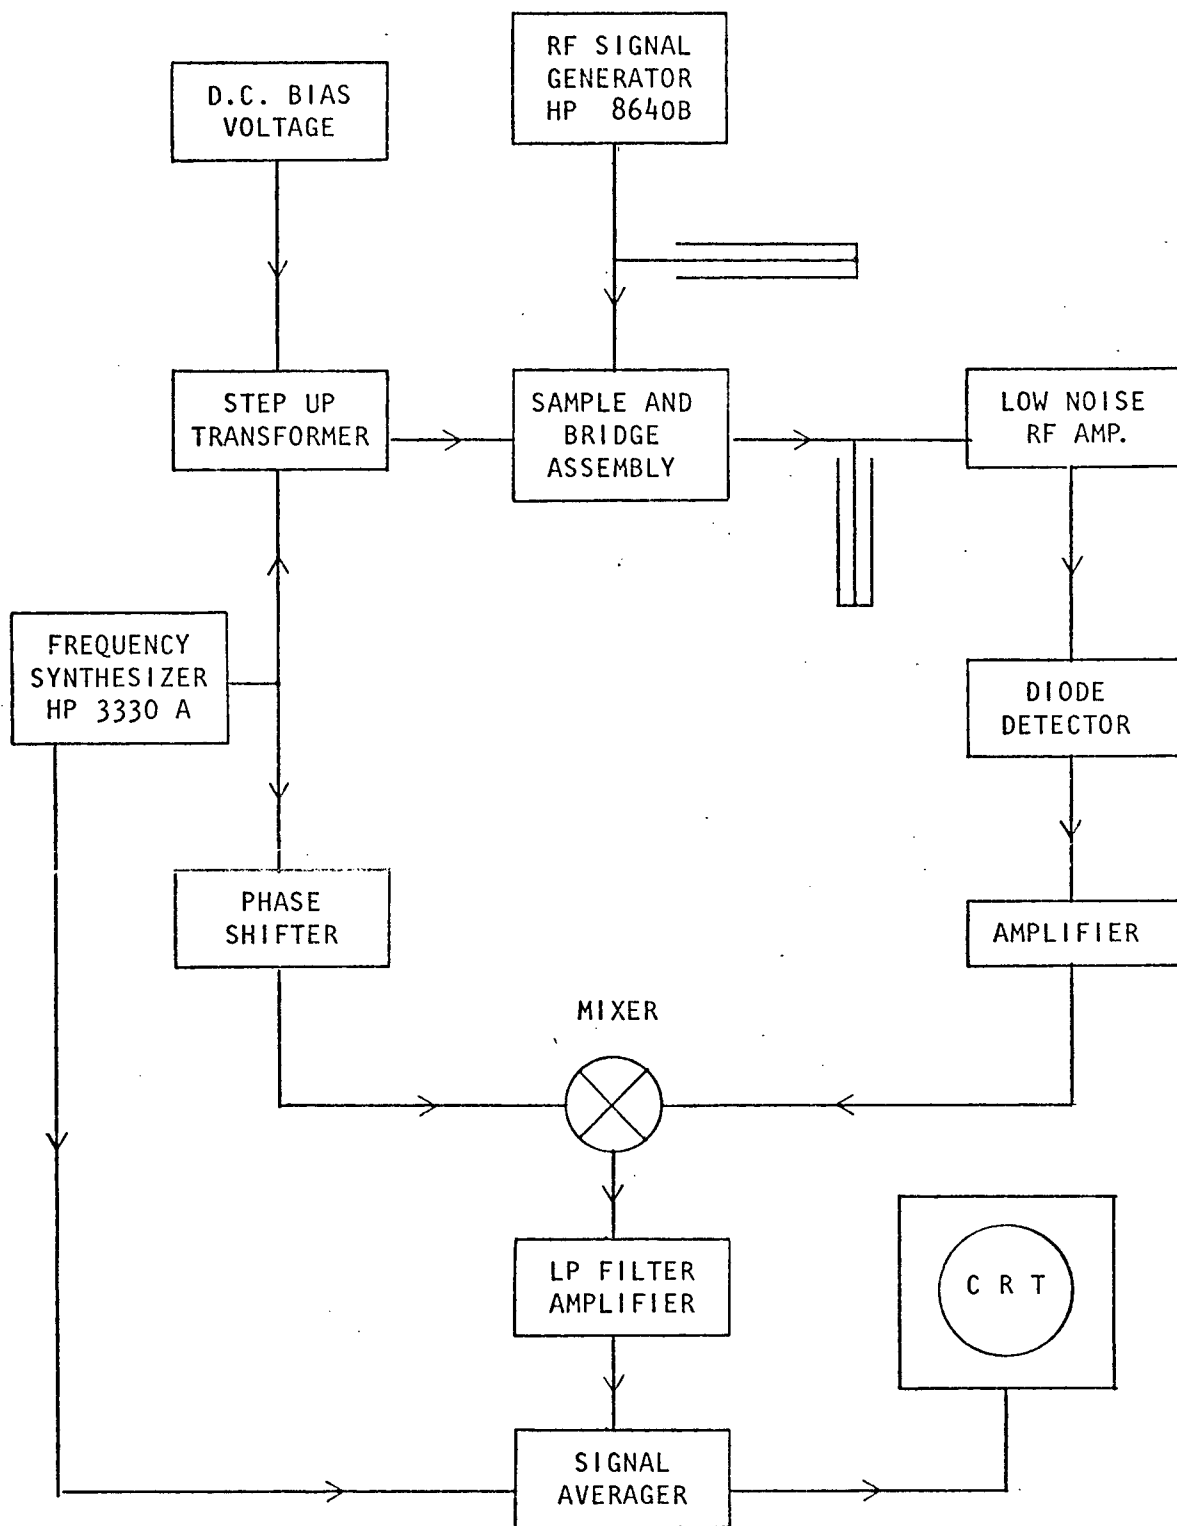 RF SIGNAL
GENERATOR
HP 8640B
D.C. BIAS
VOLTAGE
STEP UP
TRANSFORMER
SAMPLE AND
BRIDGE
ASSEMBLY
LOW NOISE
RF AMP.
FREQUENCY
SYNTHESIZER
HP 3330 A
DIODE
DETECTOR
PHASE
SHIFTER
AMPLIFIER
MIXER
LP FILTER
AMPLIFIER
C R T
SIGNAL
AVERAGER